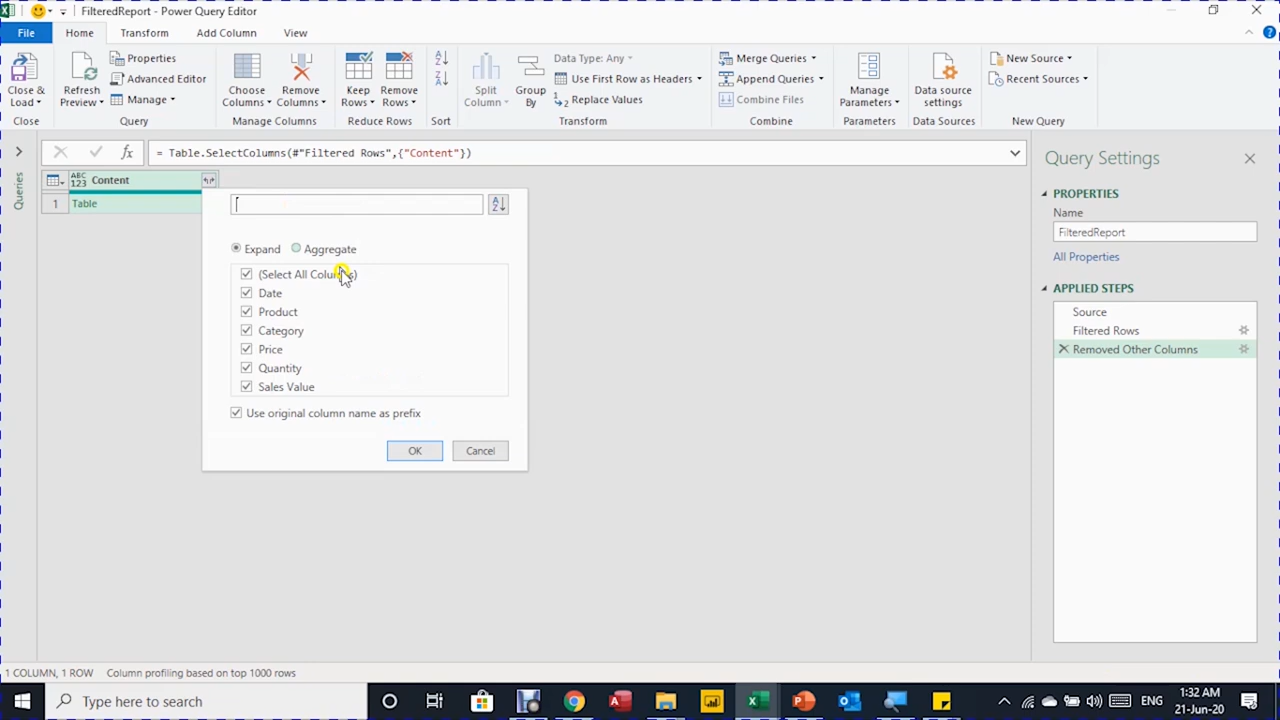 FilteredReport - Power Query Editor
File
Home
Transform
Add Column
View
Close & Load
Close
Refresh Preview
Properties
Advanced Editor
Manage
Query
Choose Columns
Remove Columns
Manage Columns
Keep Rows
Remove Rows
Reduce Rows
A
Z
Z
A
Sort
Split Column
Group By
Data Type: Any
Use First Row as Headers
1
2
Replace Values
Transform
Merge Queries
Append Queries
Combine Files
Combine
Manage Parameters
Parameters
Data source settings
Data Sources
New Source
Recent Sources
New Query
fx
= Table.SelectColumns(#"Filtered Rows",{"Content"})
Queries
ABC
123
Content
1
Table
A
Z
Expand
Aggregate
(Select All Columns)
Date
Product
Category
Price
Quantity
Sales Value
Use original column name as prefix
OK
Cancel
Query Settings
PROPERTIES
Name
FilteredReport
All Properties
APPLIED STEPS
Source
Filtered Rows
Removed Other Columns
1 COLUMN, 1 ROW
Column profiling based on top 1000 rows
Type here to search
ENG
1:32 AM
21-Jun-20